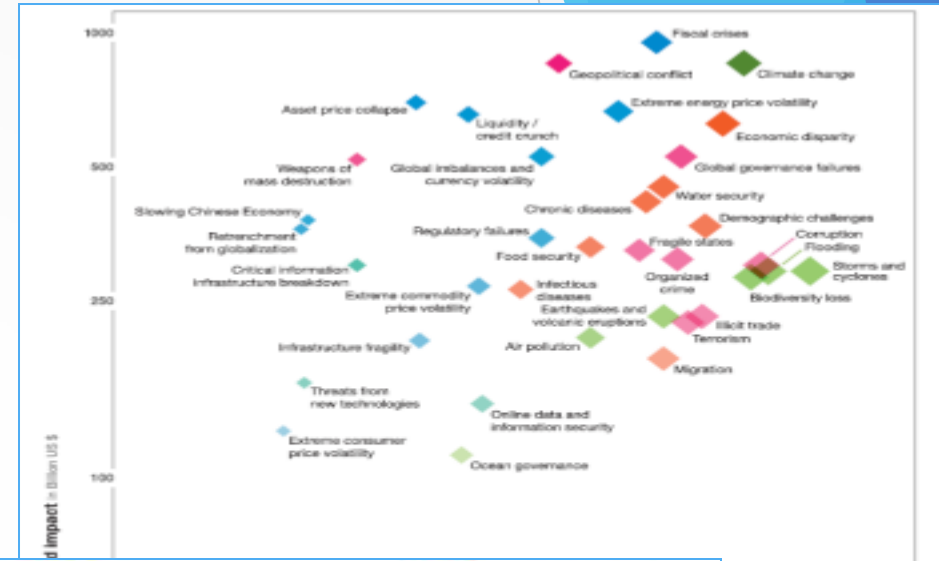 1000
Fiscal crises
Geopolitical conflict
Climate change
Asset price collapse
Extreme energy price volatility
Liquidity /
credit crunch
Economic disparity
500
Weapons of
mass destruction
Global imbalances and
currency volatility
Global governance failures
Water security
Chronic diseases
Slowing Chinese Economy
Demographic challenges
Retrenchment
from globalization
Regulatory failures
Fragile states
Corruption
Flooding
Food security
Critical information
infrastructure breakdown
Organized
crime
Storms and
cyclones
Biodiversity loss
Extreme commodity
price volatility
Infectious
diseases
250
Earthquakes and
volcanic eruptions
Illicit trade
Terrorism
Infrastructure fragility
Air pollution
Migration
Threats from
new technologies
Online data and
information security
Extreme consumer
price volatility
Ocean governance
100
d impact in Billion US $